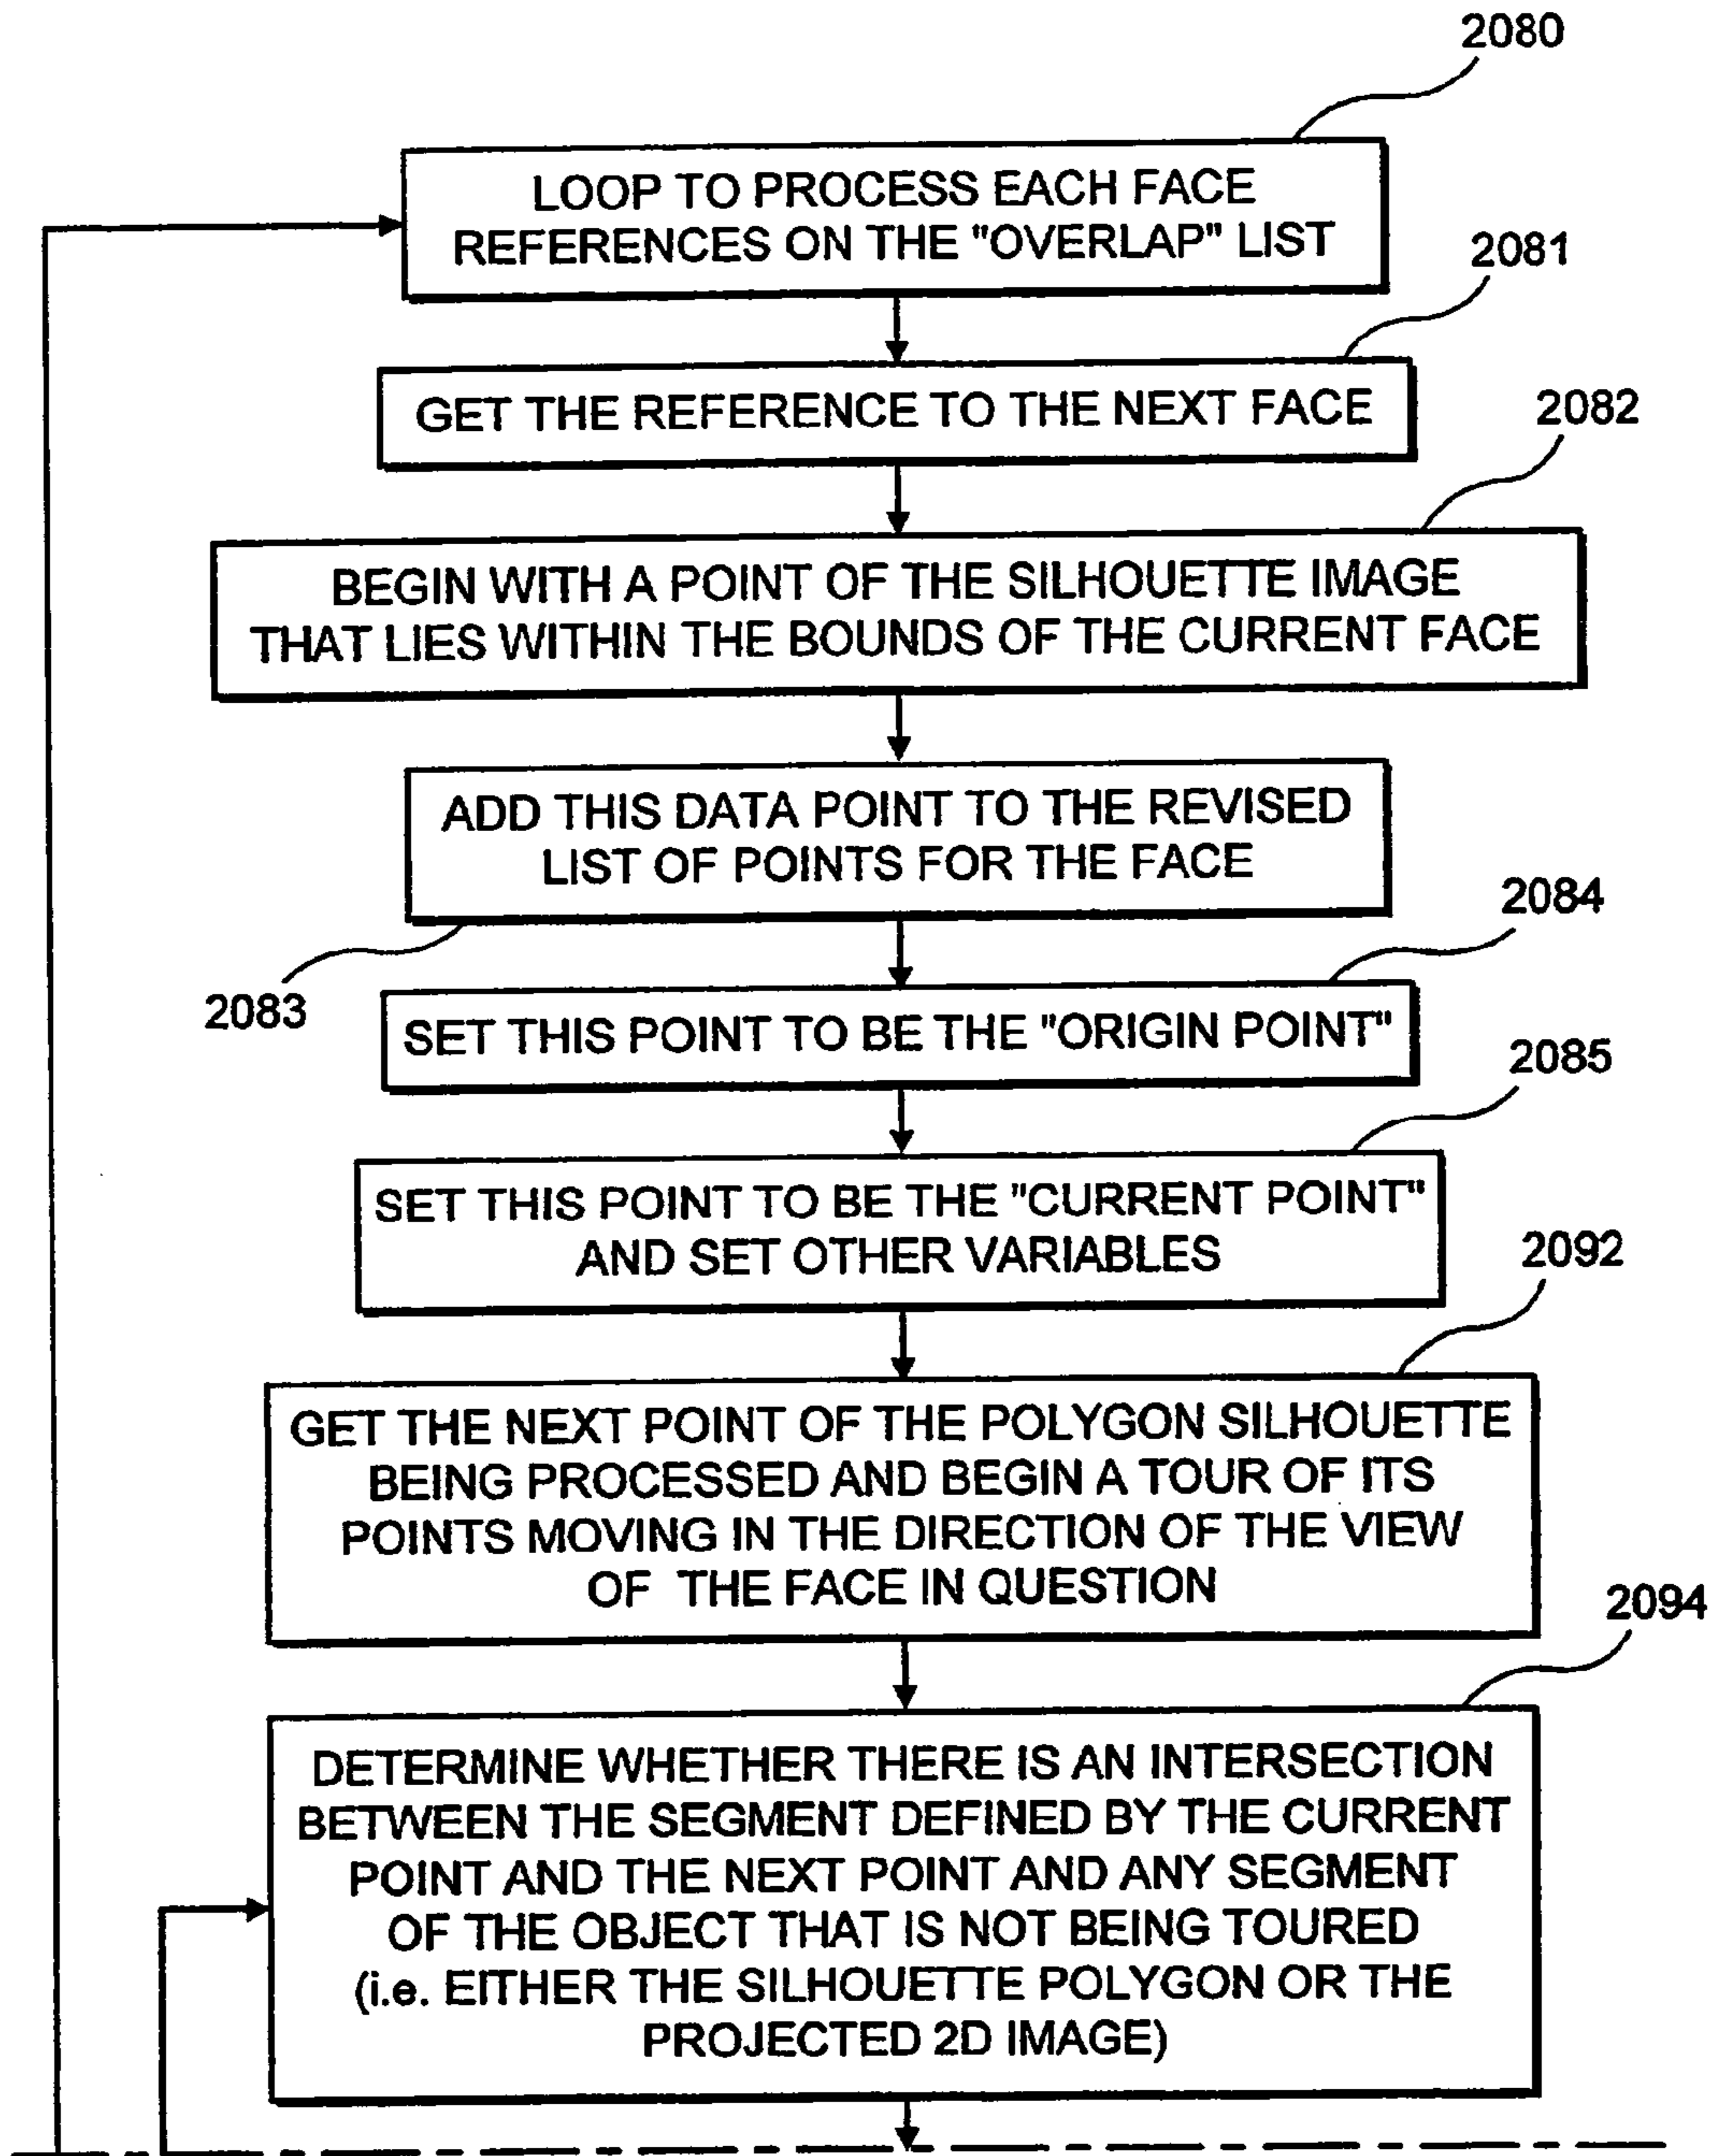 2080
LOOP TO PROCESS EACH FACE
REFERENCES ON THE "OVERLAP" LIST
2081
GET THE REFERENCE TO THE NEXT FACE
2082
BEGIN WITH A POINT OF THE SILHOUETTE IMAGE
THAT LIES WITHIN THE BOUNDS OF THE CURRENT FACE
ADD THIS DATA POINT TO THE REVISED
LIST OF POINTS FOR THE FACE
2083
2084
SET THIS POINT TO BE THE "ORIGIN POINT"
2085
SET THIS POINT TO BE THE "CURRENT POINT"
AND SET OTHER VARIABLES
2092
GET THE NEXT POINT OF THE POLYGON SILHOUETTE
BEING PROCESSED AND BEGIN A TOUR OF ITS
POINTS MOVING IN THE DIRECTION OF THE VIEW
OF THE FACE IN QUESTION
2094
DETERMINE WHETHER THERE IS AN INTERSECTION
BETWEEN THE SEGMENT DEFINED BY THE CURRENT
POINT AND THE NEXT POINT AND ANY SEGMENT
OF THE OBJECT THAT IS NOT BEING TOURED
(i.e. EITHER THE SILHOUETTE POLYGON OR THE
PROJECTED 2D IMAGE)